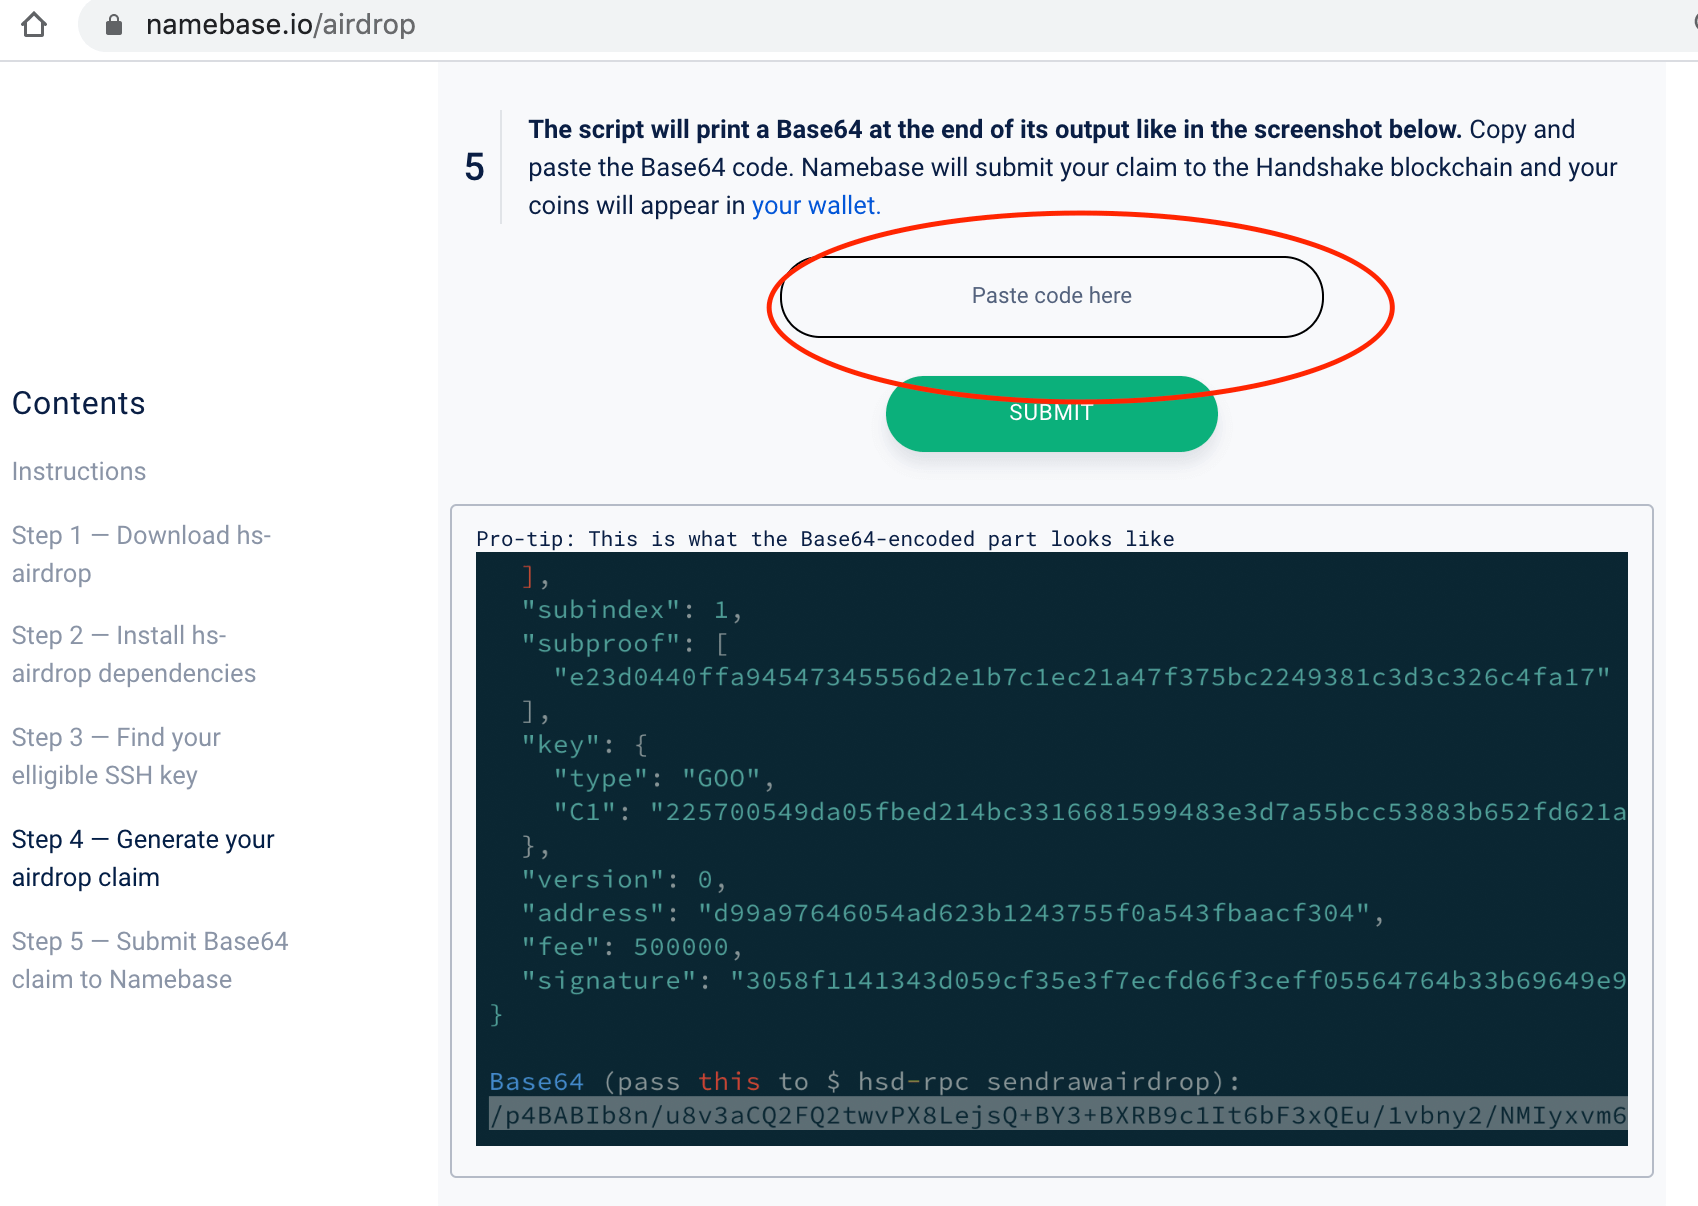 namebase.io/airdrop
5
The script will print a Base64 at the end of its output like in the screenshot below. Copy and
paste the Base64 code. Namebase will submit your claim to the Handshake blockchain and your
coins will appear in your wallet.
Paste code here
SUBMIT
Contents
Instructions
Step 1 — Download hs-
airdrop
Step 2 — Install hs-
airdrop dependencies
Step 3 — Find your
elligible SSH key
Step 4 — Generate your
airdrop claim
Step 5 — Submit Base64
claim to Namebase
Pro-tip: This is what the Base64-encoded part looks like
],
"subindex": 1,
"subproof": [
"e23d0440ffa94547345556d2e1b7c1ec21a47f375bc2249381c3d3c326c4fa17"
],
"key": {
"type": "GOO",
"C1": "225700549da05fbed214bc3316681599483e3d7a55bcc53883b652fd621a
},
"version": 0,
"address": "d99a97646054ad623b1243755f0a543fbaacf304",
"fee": 500000,
"signature": "3058f1141343d059cf35e3f7ecfd66f3ceff05564764b33b69649e9
}
Base64 (pass this to $ hsd-rpc sendrawairdrop):
/p4BABIb8n/u8v3aCQ2FQ2twvPX8LejsQ+BY3+BXRB9c1It6bF3xQEu/1vbny2/NMIyxvm6